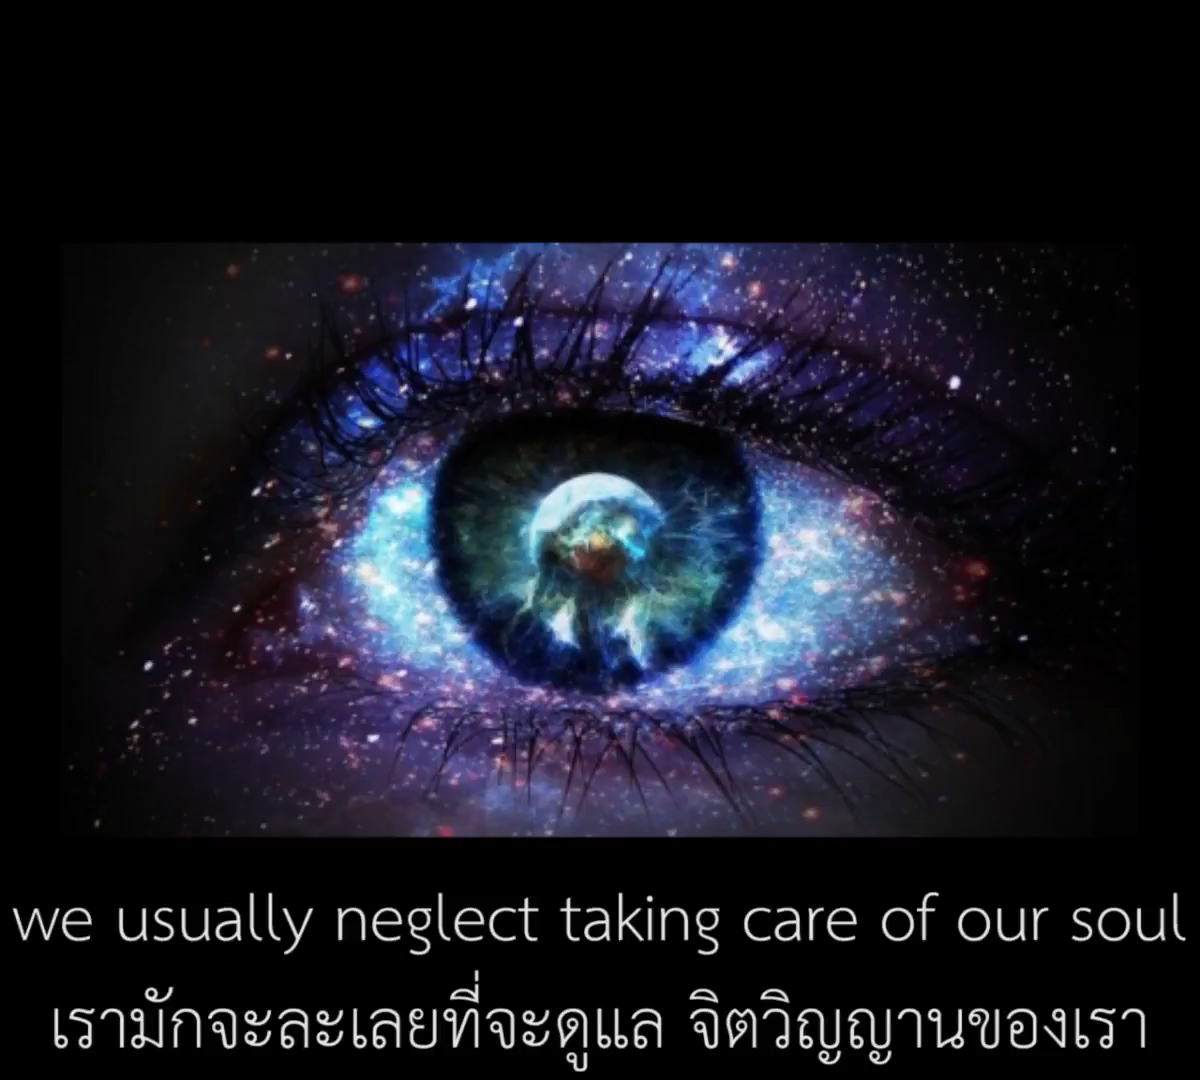 we usually neglect taking care of our soul
เรามักจะละเลยที่จะดูแล จิตวิญญานของเรา